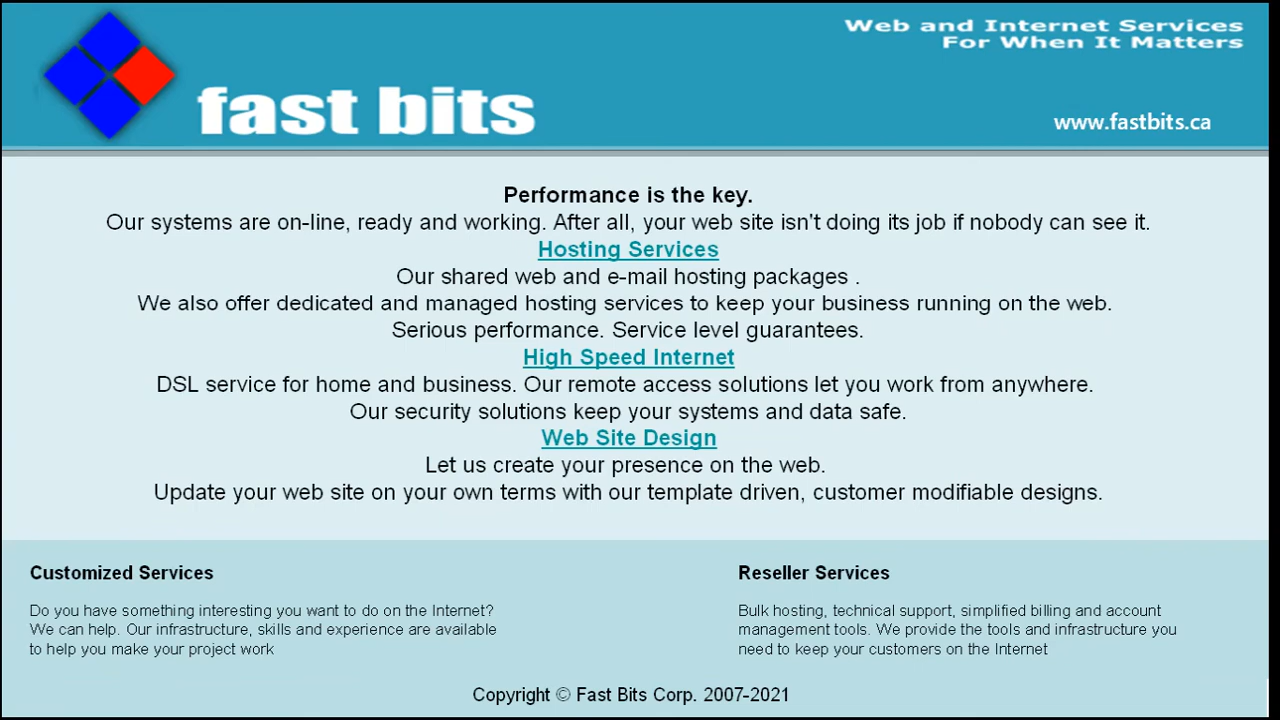 Web and Internet Services
For When It Matters
fast bits
www.fastbits.ca
Performance is the key.
Our systems are on-line, ready and working. After all, your web site isn't doing its job if nobody can see it.
Hosting Services
Our shared web and e-mail hosting packages .
We also offer dedicated and managed hosting services to keep your business running on the web.
Serious performance. Service level guarantees.
High Speed Internet
DSL service for home and business. Our remote access solutions let you work from anywhere.
Our security solutions keep your systems and data safe.
Web Site Design
Let us create your presence on the web.
Update your web site on your own terms with our template driven, customer modifiable designs.
Customized Services
Do you have something interesting you want to do on the Internet?
We can help. Our infrastructure, skills and experience are available
to help you make your project work
Reseller Services
Bulk hosting, technical support, simplified billing and account
management tools. We provide the tools and infrastructure you
need to keep your customers on the Internet
Copyright © Fast Bits Corp. 2007-2021